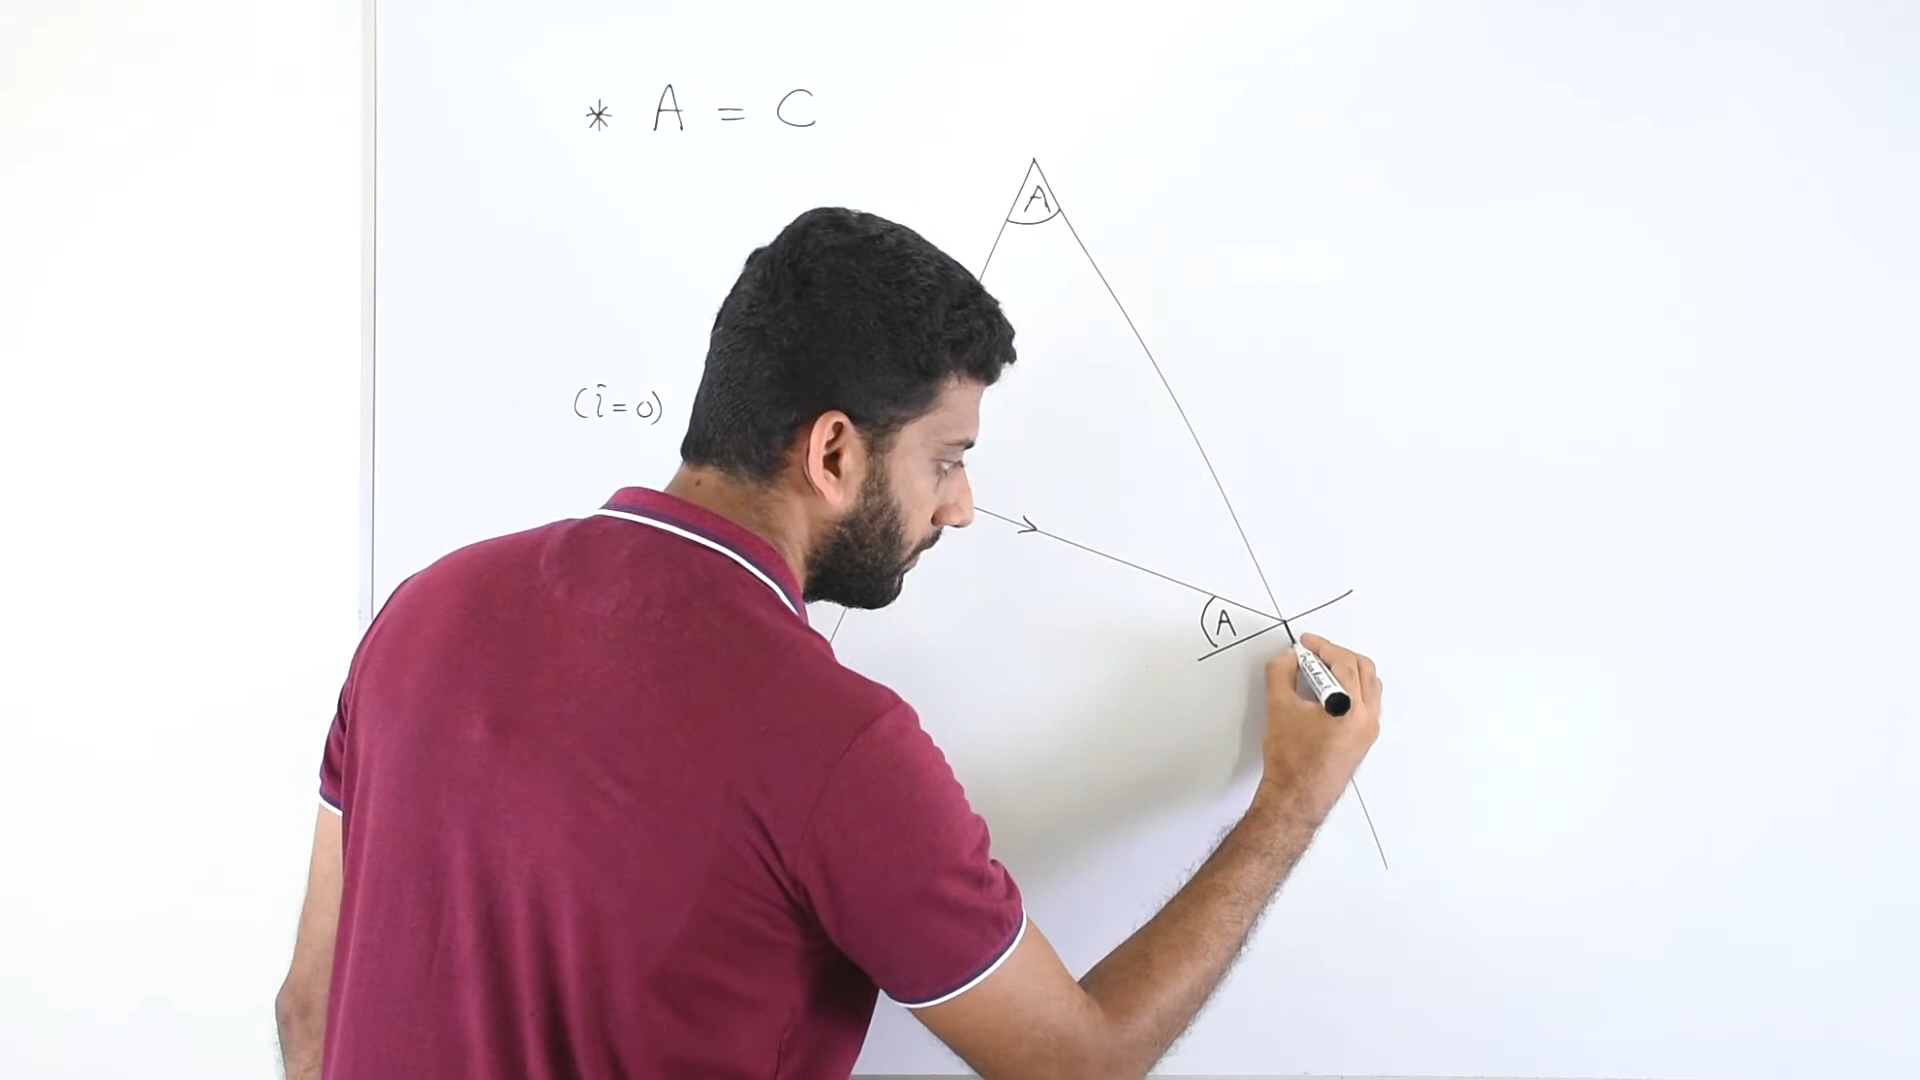 * A = C
A
(i = 0)
A